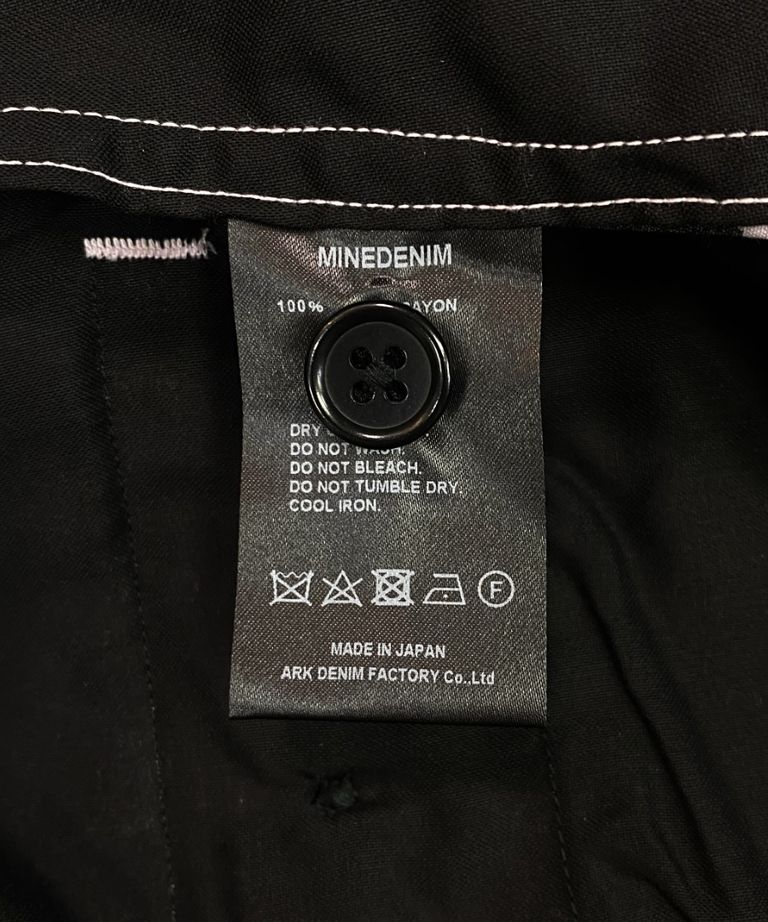 MINEDENIM
100% RAYON
DRY
DO NOT WASH.
DO NOT BLEACH.
DO NOT TUMBLE DRY.
COOL IRON.
F
MADE IN JAPAN
ARK DENIM FACTORY Co.,Ltd